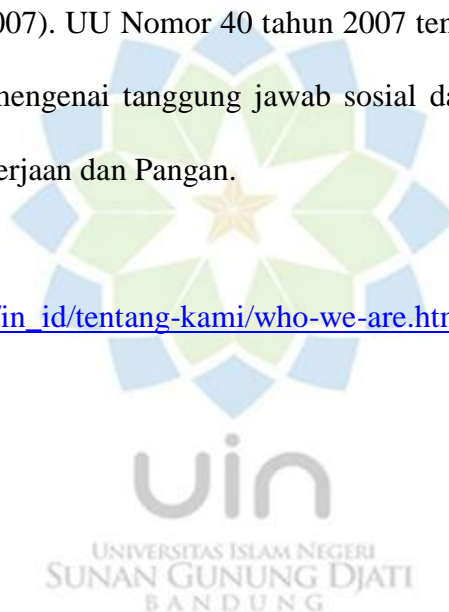 007). UU Nomor 40 tahun 2007 ten
mengenai tanggung jawab sosial da
erjaan dan Pangan.
/in_id/tentang-kami/who-we-are.htm
uin
UNIVERSITAS ISLAM NEGERI
SUNAN GUNUNG DJATI
BANDUNG